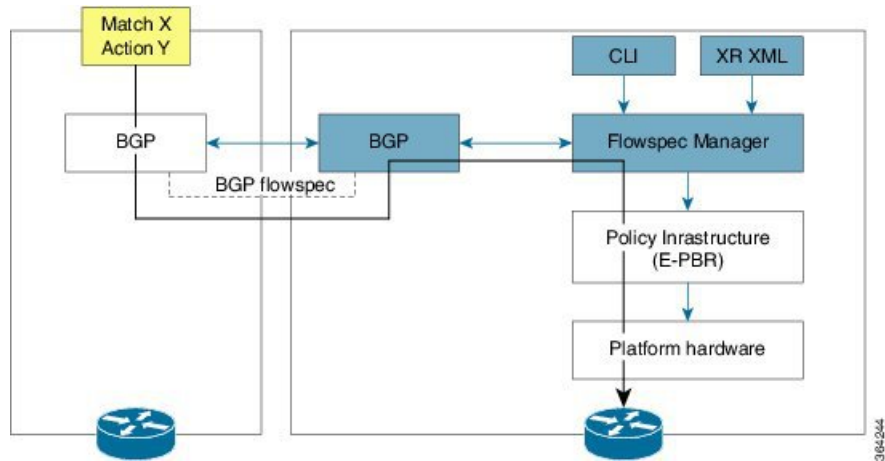 Match X
Action Y
CLI
XR XML
BGP
BGP
Flowspec Manager
BGP flowspec
Policy Inrastructure
(E-PBR)
Platform hardware
364244